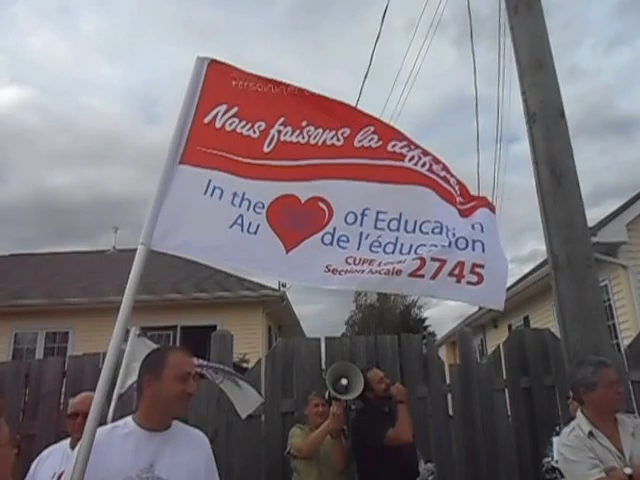 Nous faisons la différence
In the of Education
Au de l'éducation
CUPE Local
Section locale 2745